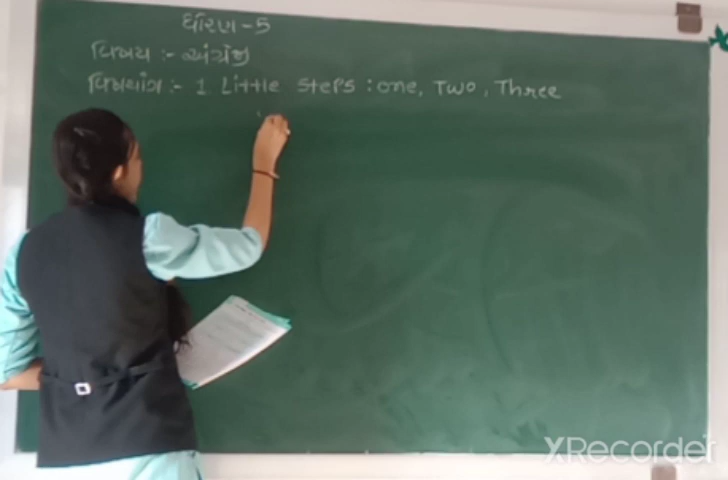 ધોરણ - 5
વિષય :- અંગ્રેજી
વિષયાંગ :- 1 Little Steps : one, Two, Three
XRecorder